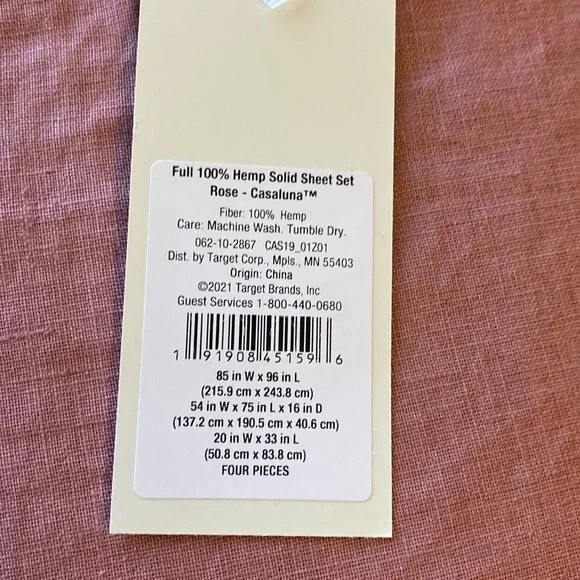 Full 100% Hemp Solid Sheet Set
Rose - Casaluna™
Fiber: 100% Hemp
Care: Machine Wash. Tumble Dry.
062-10-2867 CAS19_01Z01
Dist. by Target Corp., Mpls., MN 55403
Origin: China
©2021 Target Brands, Inc
Guest Services 1-800-440-0680
1 91908 45159 6
85 in W x 96 in L
(215.9 cm x 243.8 cm)
54 in W x 75 in L x 16 in D
(137.2 cm x 190.5 cm x 40.6 cm)
20 in W x 33 in L
(50.8 cm x 83.8 cm)
FOUR PIECES